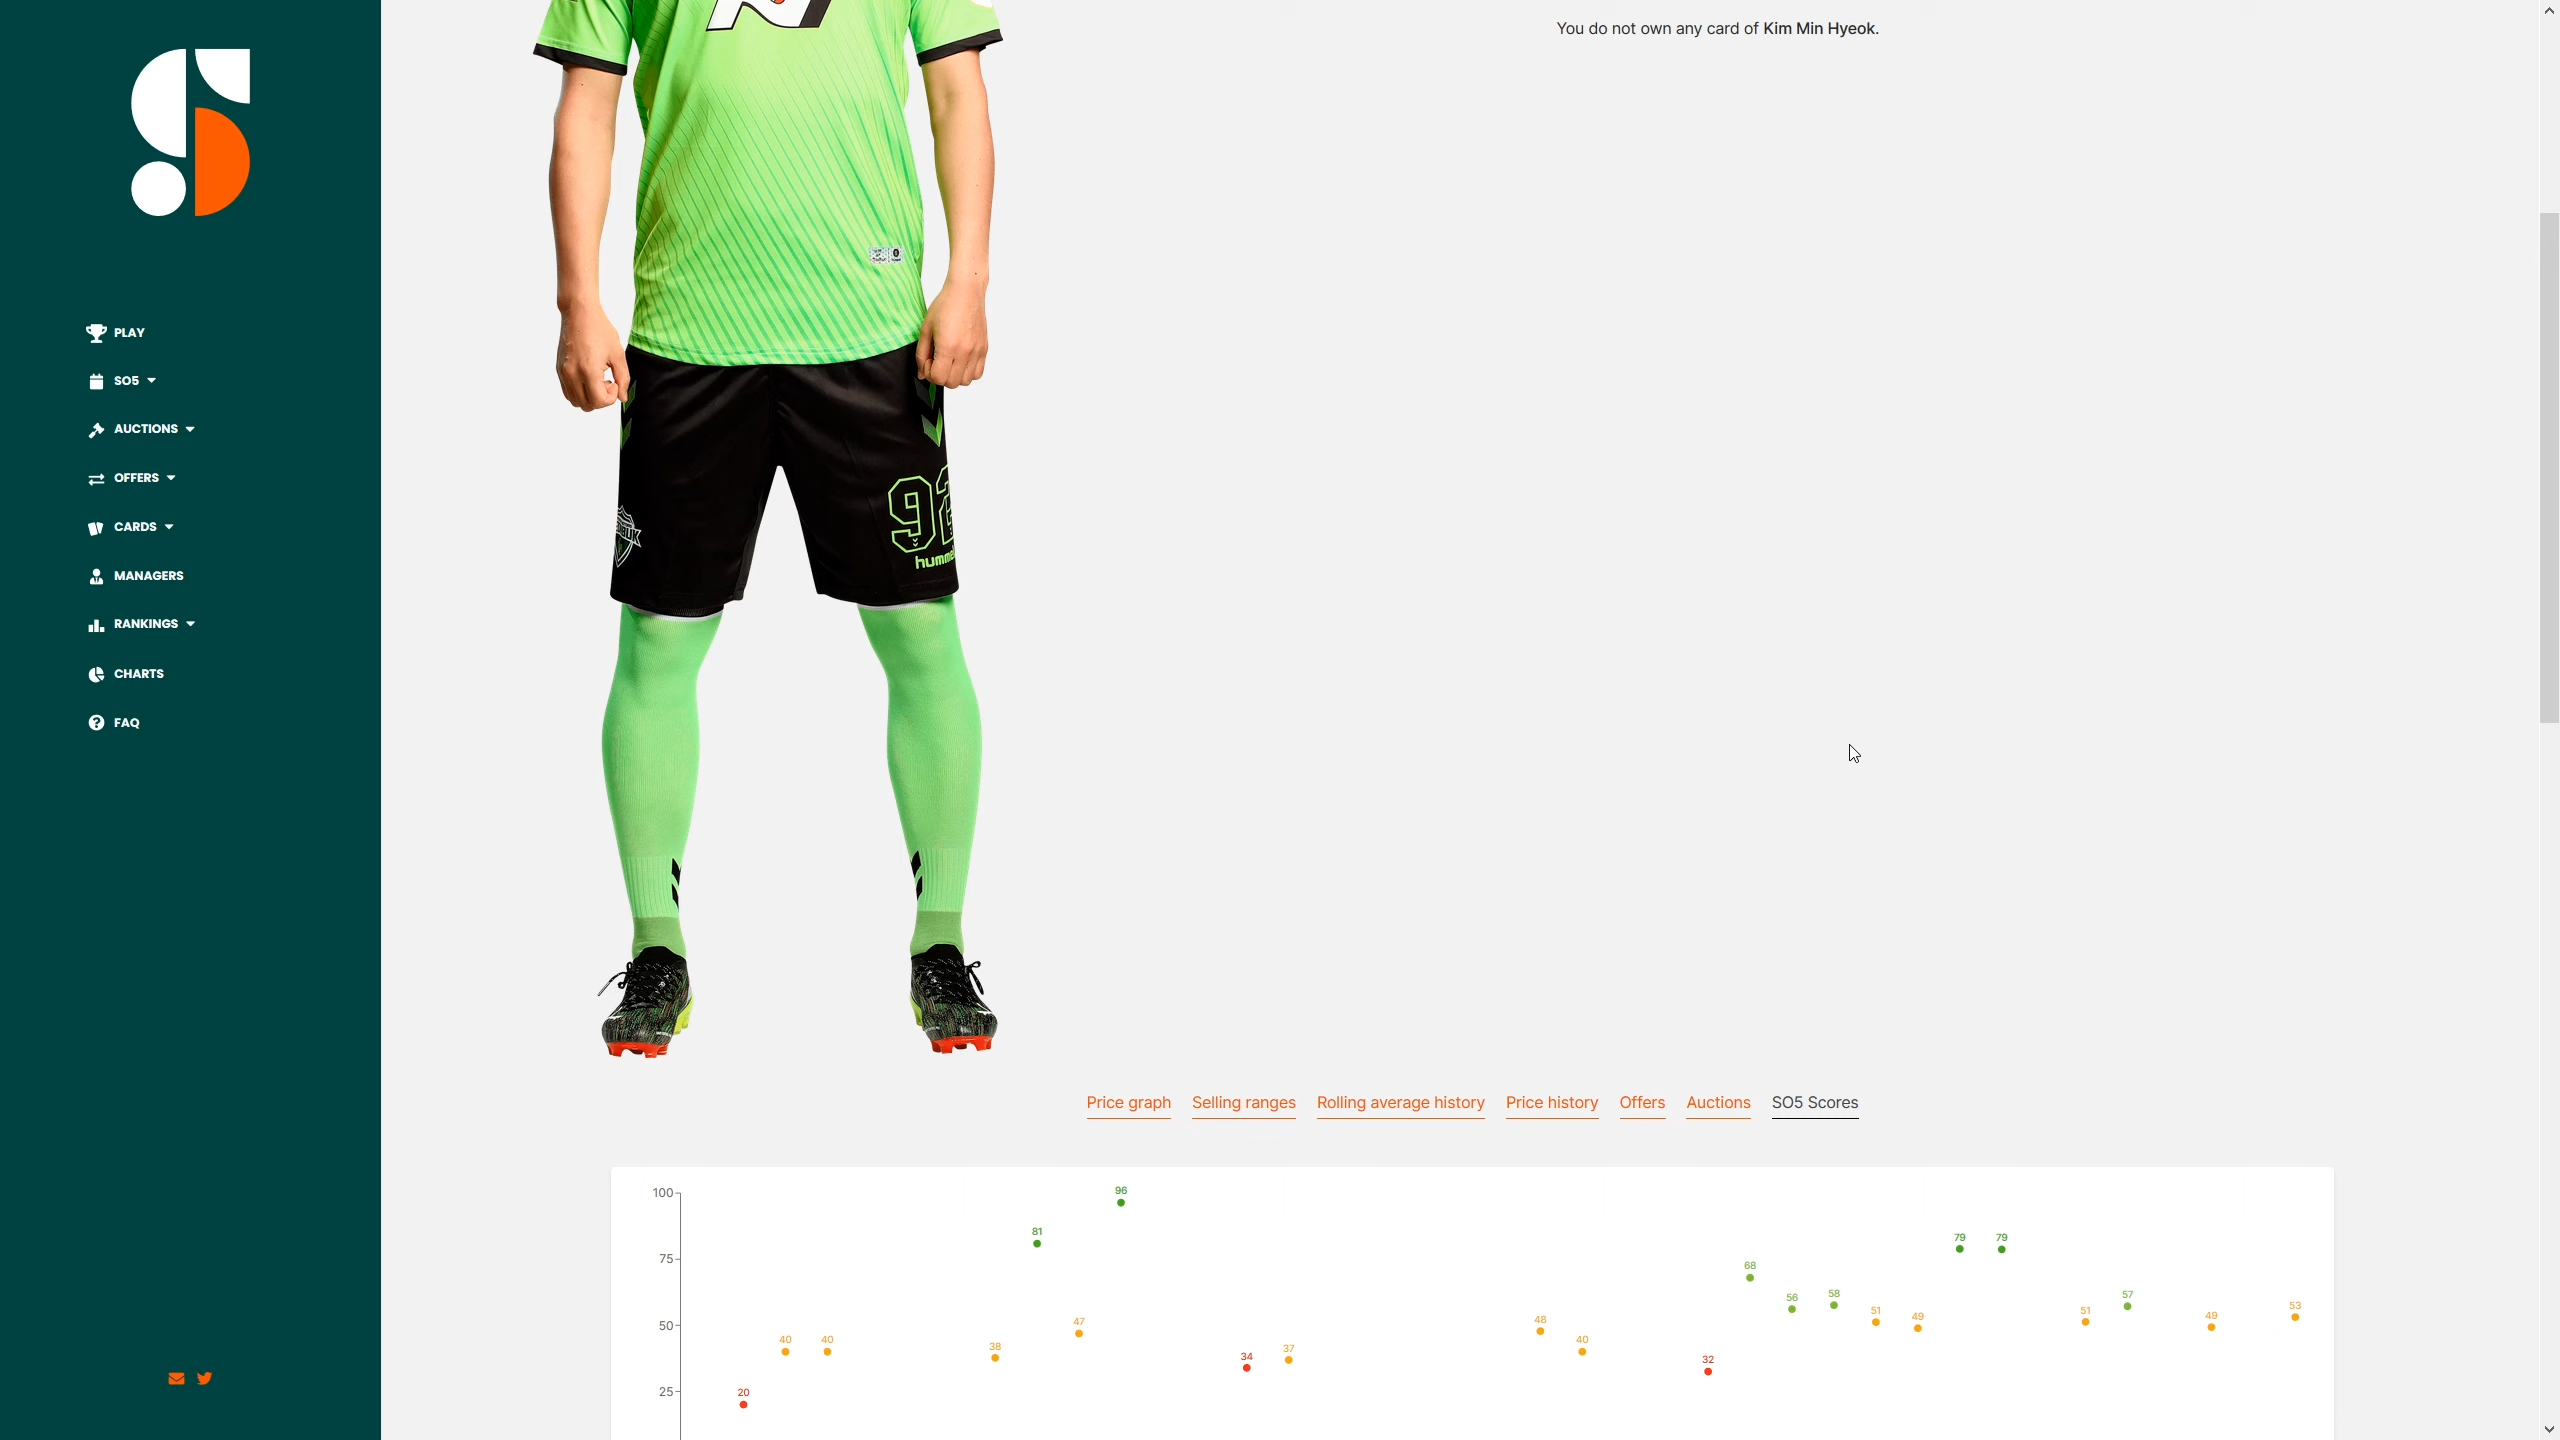 You do not own any card of Kim Min Hyeok.
PLAY
SO5
AUCTIONS
OFFERS
CARDS
MANAGERS
RANKINGS
CHARTS
FAQ
humme
Price graph Selling ranges Rolling average history Price history Offers Auctions SO5 Scores
100
75
50
25
20
40
40
38
81
47
96
34
37
48
40
32
68
56
58
51
49
79
79
51
57
49
53